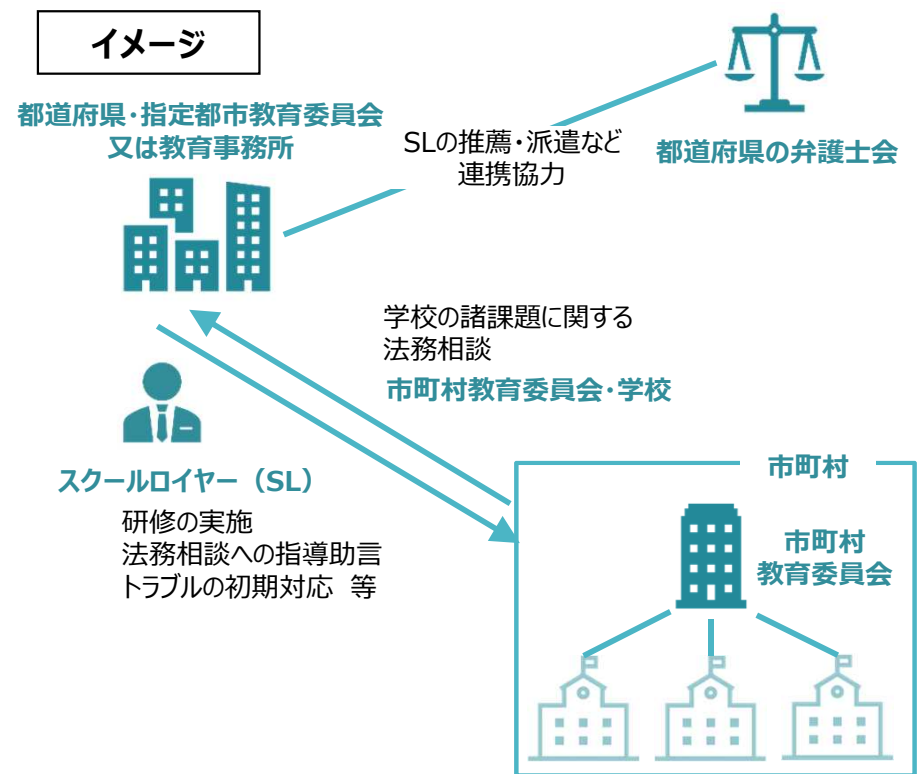 イメージ
都道府県・指定都市教育委員会
又は教育事務所
SLの推薦・派遣など
連携協力
都道府県の弁護士会
学校の諸課題に関する
法務相談
市町村教育委員会・学校
スクールロイヤー（SL）
研修の実施
法務相談への指導助言
トラブルの初期対応 等
市町村
市町村
教育委員会